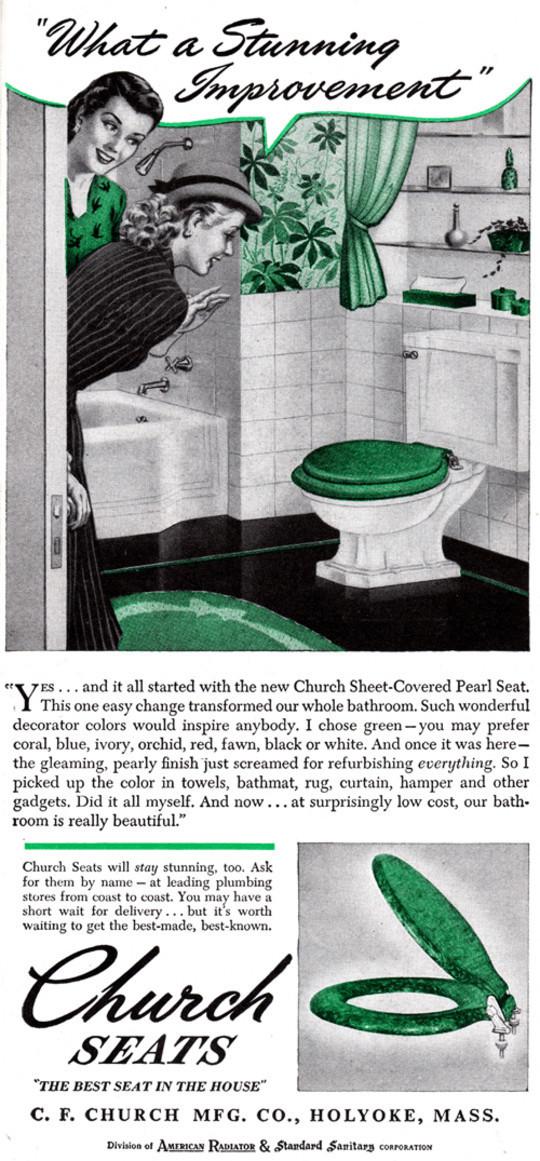 "What a Stunning
Improvement"
"YES . . . and it all started with the new Church Sheet-Covered Pearl Seat.
This one easy change transformed our whole bathroom. Such wonderful
decorator colors would inspire anybody. I chose green—you may prefer
coral, blue, ivory, orchid, red, fawn, black or white. And once it was here—
the gleaming, pearly finish just screamed for refurbishing everything. So I
picked up the color in towels, bathmat, rug, curtain, hamper and other
gadgets. Did it all myself. And now . . . at surprisingly low cost, our bath-
room is really beautiful."
Church Seats will stay stunning, too. Ask
for them by name — at leading plumbing
stores from coast to coast. You may have a
short wait for delivery . . . but it's worth
waiting to get the best-made, best-known.
Church
SEATS
"THE BEST SEAT IN THE HOUSE"
C. F. CHURCH MFG. CO., HOLYOKE, MASS.
Division of AMERICAN RADIATOR & Standard Sanitary CORPORATION